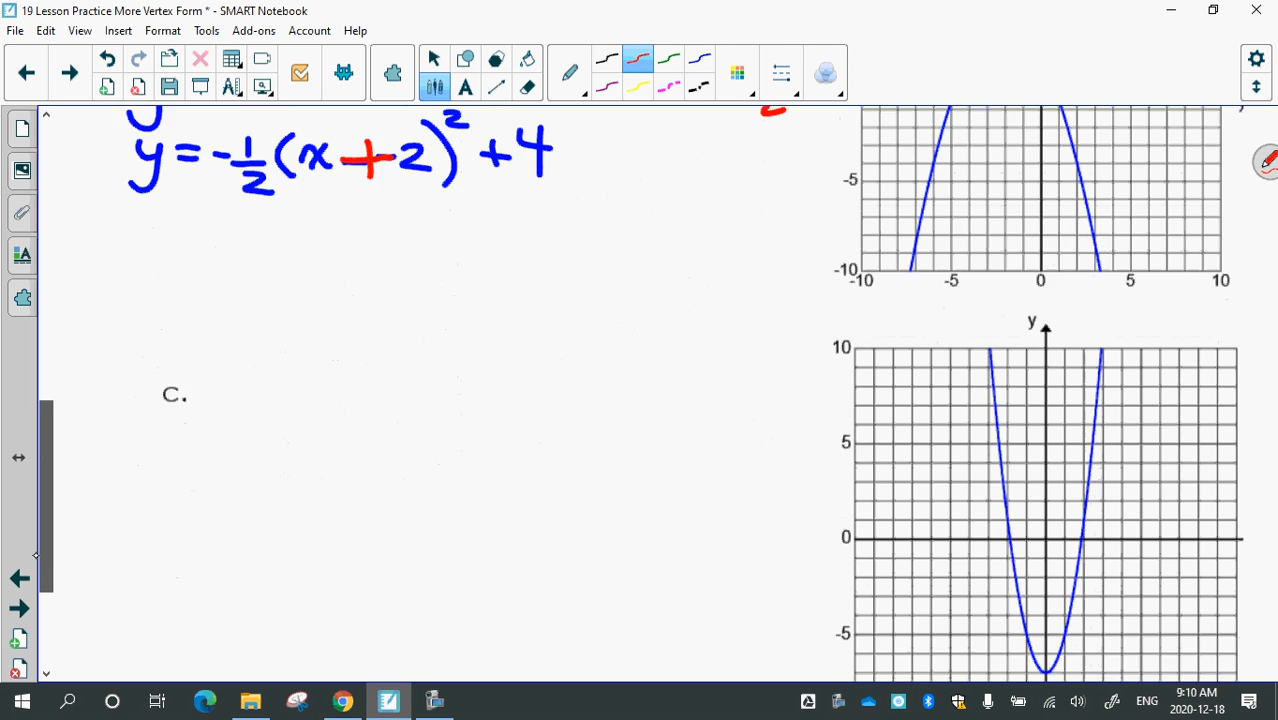 19 Lesson Practice More Vertex Form * - SMART Notebook
File Edit View Insert Format Tools Add-ons Account Help
y = -1/2 (x + 2)² + 4
-5
-10
-10 -5 0 5 10
y
C.
10
5
0
-5
ENG
9:10 AM
2020-12-18